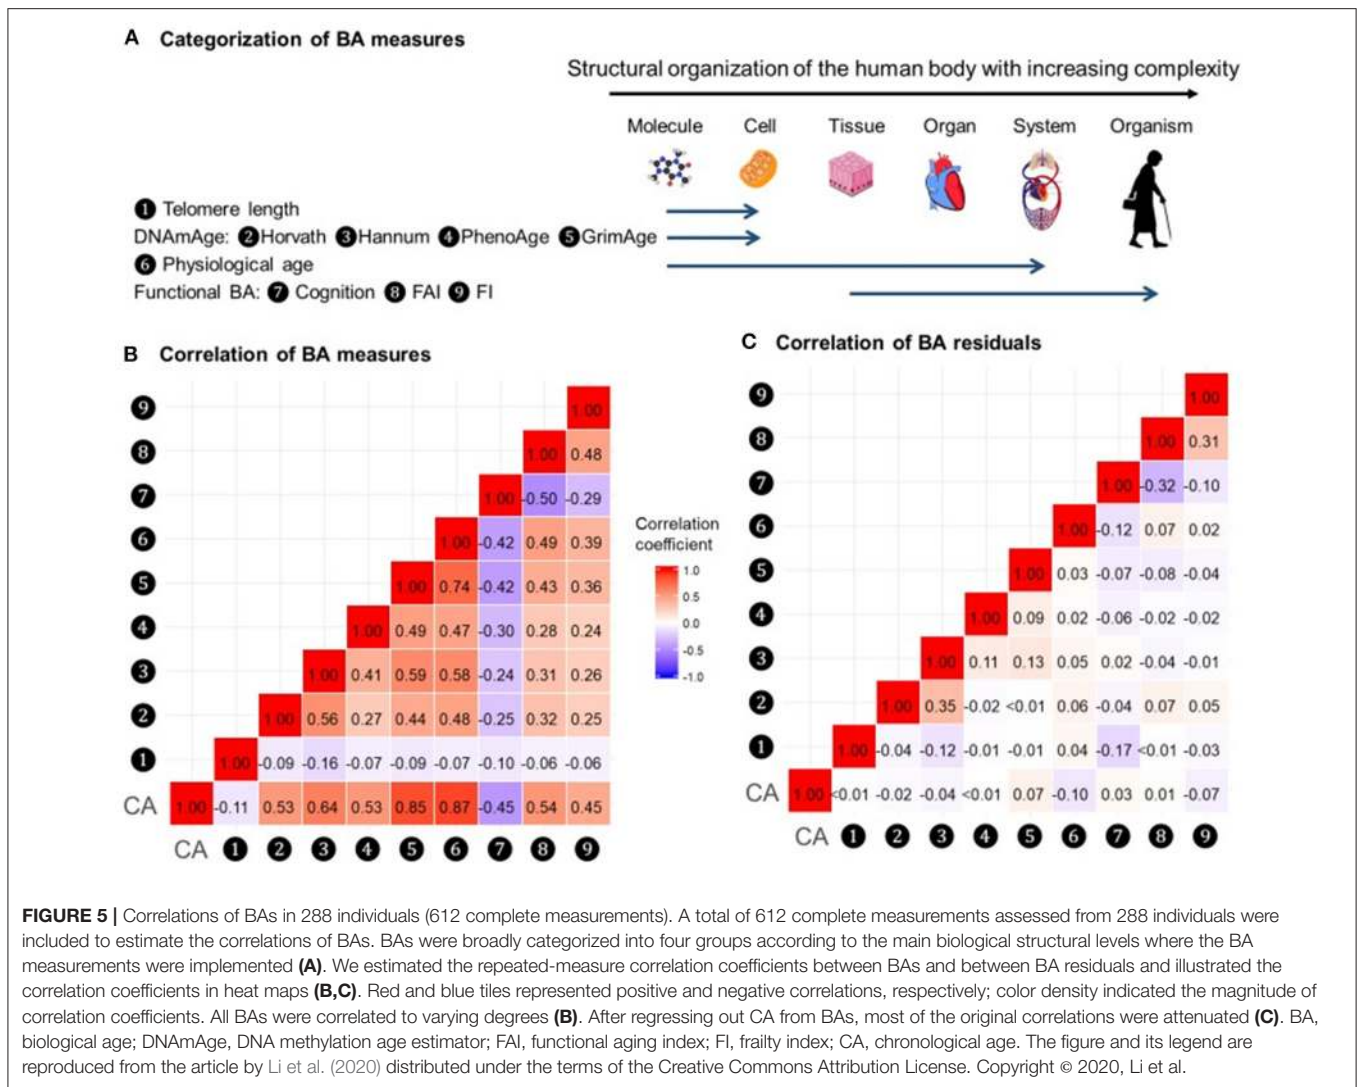 A Categorization of BA measures
Structural organization of the human body with increasing complexity
Molecule Cell Tissue Organ System Organism
❶ Telomere length
DNAmAge: ❷Horvath ❸Hannum ❹PhenoAge ❺GrimAge
❻ Physiological age
Functional BA: ❼ Cognition ❽ FAI ❾ FI
B Correlation of BA measures
❾ 1.00
❽ 1.00 0.48
❼ 1.00 -0.50 -0.29
❻ 1.00 -0.42 0.49 0.39
❺ 1.00 0.74 -0.42 0.43 0.36
❹ 1.00 0.49 0.47 -0.30 0.28 0.24
❸ 1.00 0.41 0.59 0.58 -0.24 0.31 0.26
❷ 1.00 0.56 0.27 0.44 0.48 -0.25 0.32 0.25
❶ 1.00 -0.09 -0.16 -0.07 -0.09 -0.07 -0.10 -0.06 -0.06
CA 1.00 -0.11 0.53 0.64 0.53 0.85 0.87 -0.45 0.54 0.45
CA ❶ ❷ ❸ ❹ ❺ ❻ ❼ ❽ ❾
Correlation
coefficient
1.0
0.5
0.0
-0.5
-1.0
C Correlation of BA residuals
❾ 1.00
❽ 1.00 0.31
❼ 1.00 -0.32 -0.10
❻ 1.00 -0.12 0.07 0.02
❺ 1.00 0.03 -0.07 -0.08 -0.04
❹ 1.00 0.09 0.02 -0.06 -0.02 -0.02
❸ 1.00 0.11 0.13 0.05 0.02 -0.04 -0.01
❷ 1.00 0.35 -0.02 <0.01 0.06 -0.04 0.07 0.05
❶ 1.00 -0.04 -0.12 -0.01 -0.01 0.04 -0.17 <0.01 -0.03
CA 1.00 <0.01 -0.02 -0.04 <0.01 0.07 -0.10 0.03 0.01 -0.07
CA ❶ ❷ ❸ ❹ ❺ ❻ ❼ ❽ ❾
FIGURE 5 | Correlations of BAs in 288 individuals (612 complete measurements). A total of 612 complete measurements assessed from 288 individuals were
included to estimate the correlations of BAs. BAs were broadly categorized into four groups according to the main biological structural levels where the BA
measurements were implemented (A). We estimated the repeated-measure correlation coefficients between BAs and between BA residuals and illustrated the
correlation coefficients in heat maps (B,C). Red and blue tiles represented positive and negative correlations, respectively; color density indicated the magnitude of
correlation coefficients. All BAs were correlated to varying degrees (B). After regressing out CA from BAs, most of the original correlations were attenuated (C). BA,
biological age; DNAmAge, DNA methylation age estimator; FAI, functional aging index; FI, frailty index; CA, chronological age. The figure and its legend are
reproduced from the article by Li et al. (2020) distributed under the terms of the Creative Commons Attribution License. Copyright © 2020, Li et al.